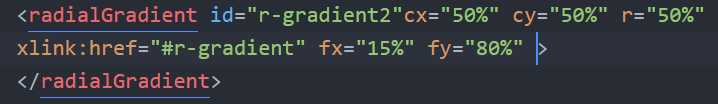 <radialGradient id="r-gradient2"cx="50%" cy="50%" r="50%"
xlink:href="#r-gradient" fx="15%" fy="80%" >
</radialGradient>